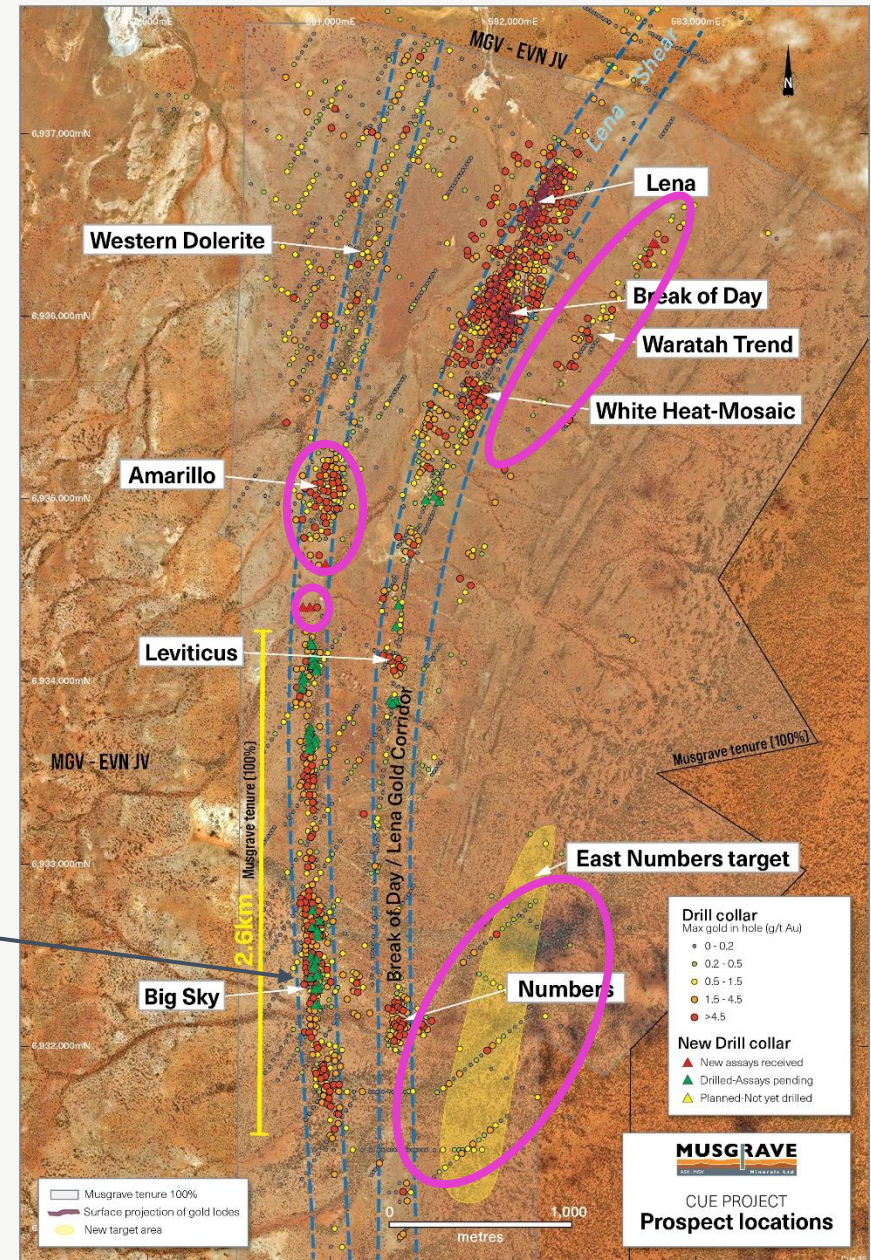 581,000mE
582,000mE
583,000mE
MGV - EVN JV
Lena Shear
N
6,937,000mN
Lena
Western Dolerite
Break of Day
6,936,000mN
Waratah Trend
White Heat-Mosaic
Amarillo
6,935,000mN
Leviticus
6,934,000mN
MGV - EVN JV
Musgrave tenure (100%)
Musgrave tenure (100%)
Break of Day / Lena Gold Corridor
2.6km
6,933,000mN
East Numbers target
Big Sky
Numbers
6,932,000mN
Drill collar
Max gold in hole (g/t Au)
0 - 0.2
0.2 - 0.5
0.5 - 1.5
1.5 - 4.5
>4.5
New Drill collar
New assays received
Drilled-Assays pending
Planned-Not yet drilled
MUSGRAVE
Minerals Ltd
CUE PROJECT
Prospect locations
Musgrave tenure 100%
Surface projection of gold lodes
New target area
0 1,000
metres